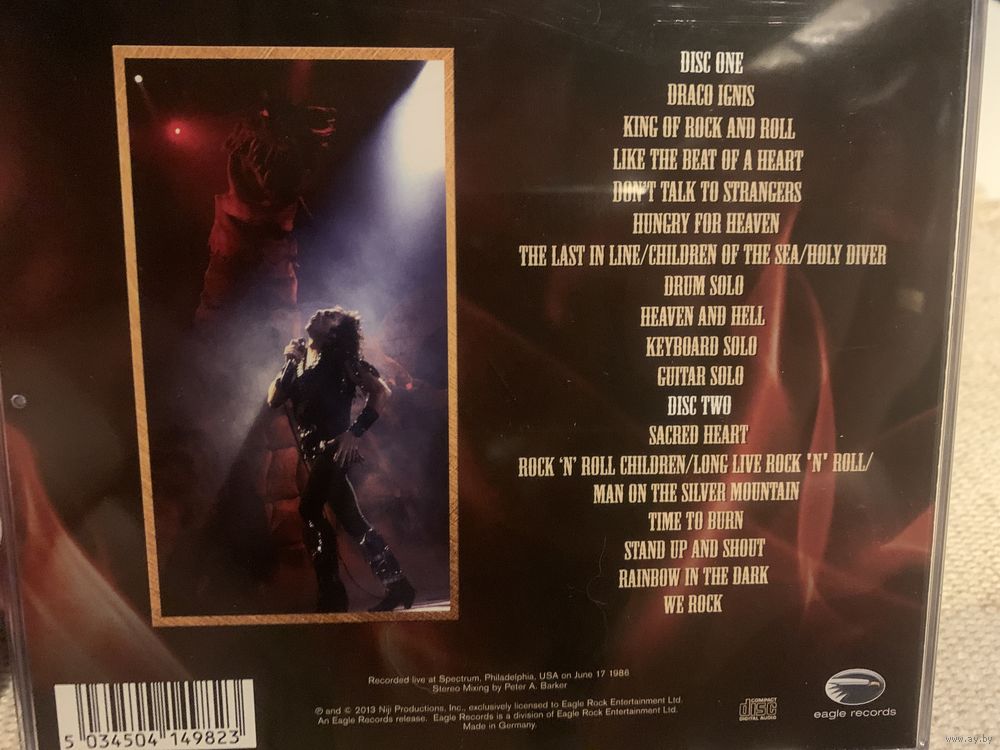 DISC ONE
DRACO IGNIS
KING OF ROCK AND ROLL
LIKE THE BEAT OF A HEART
DON'T TALK TO STRANGERS
HUNGRY FOR HEAVEN
THE LAST IN LINE/CHILDREN OF THE SEA/HOLY DIVER
DRUM SOLO
HEAVEN AND HELL
KEYBOARD SOLO
GUITAR SOLO
DISC TWO
SACRED HEART
ROCK 'N' ROLL CHILDREN/LONG LIVE ROCK "N" ROLL/
MAN ON THE SILVER MOUNTAIN
TIME TO BURN
STAND UP AND SHOUT
RAINBOW IN THE DARK
WE ROCK
Recorded live at Spectrum, Philadelphia, USA on June 17 1986
Stereo Mixing by Peter A. Barker
℗ and © 2013 Niji Productions, Inc., exclusively licensed to Eagle Rock Entertainment Ltd.
An Eagle Records release. Eagle Records is a division of Eagle Rock Entertainment Ltd.
Made in Germany.
5 034504 149823
COMPACT
disc
DIGITAL AUDIO
eagle records
www.ay.by